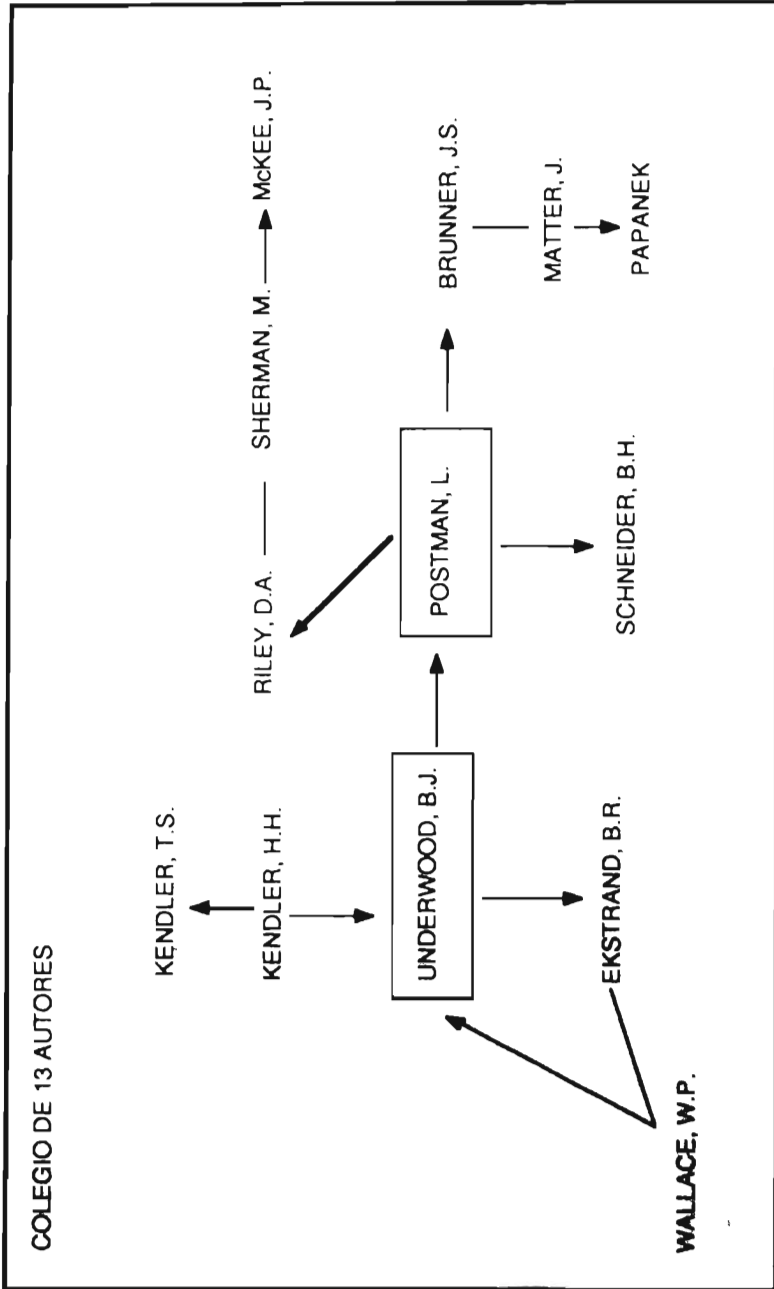 COLEGIO DE 13 AUTORES
KENDLER, T.S.
KENDLER, H.H.
RILEY, D.A.
SHERMAN, M.
McKEE, J.P.
UNDERWOOD, B.J.
POSTMAN, L.
BRUNNER, J.S.
MATTER, J.
PAPANEK
EKSTRAND, B.R.
SCHNEIDER, B.H.
WALLACE, W.P.